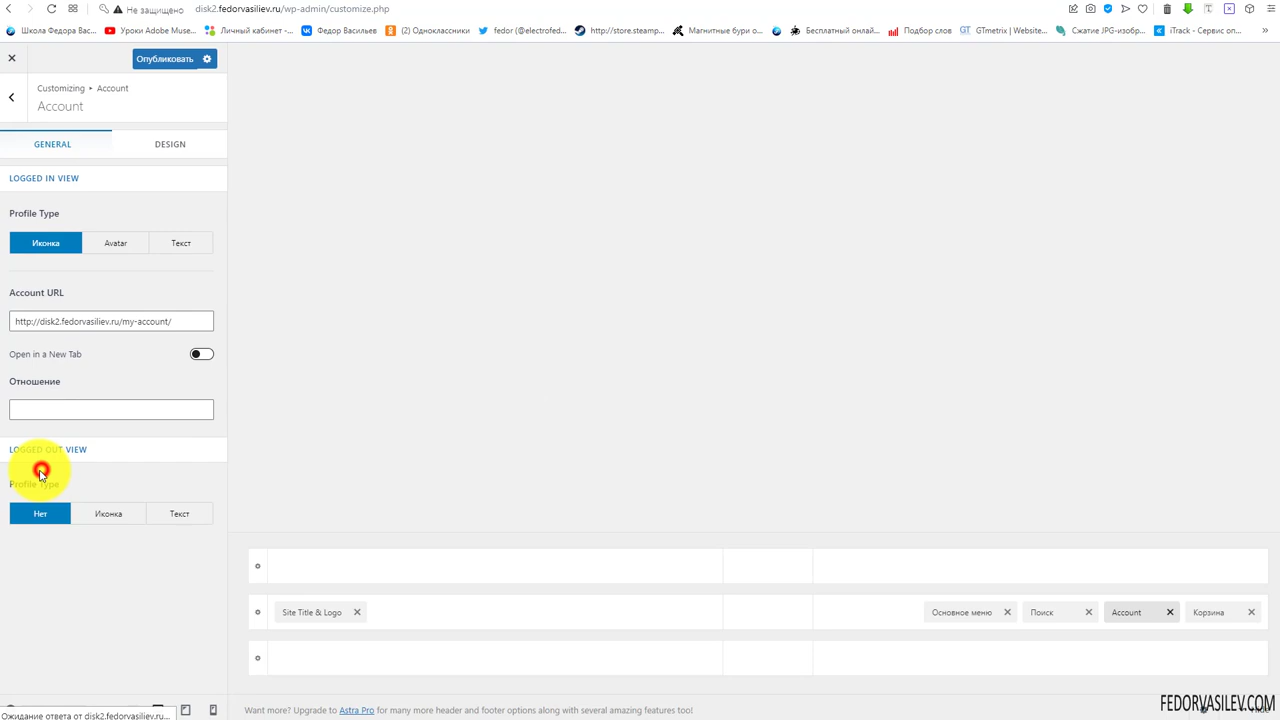 Не защищено
disk2.fedorvasiliev.ru/wp-admin/customize.php
Школа Федора Вас...
Уроки Adobe Muse...
Личный кабинет -...
Федор Васильев
(2) Одноклассники
fedor (@electrofed...
http://store.steamp...
Магнитные бури о...
Бесплатный онлай...
Подбор слов
GTmetrix | Website...
Сжатие JPG-изобр...
iTrack - Сервис оп...
Опубликовать
Customizing ▸ Account
Account
GENERAL
DESIGN
LOGGED IN VIEW
Profile Type
Иконка
Avatar
Текст
Account URL
http://disk2.fedorvasiliev.ru/my-account/
Open in a New Tab
Отношение
LOGGED OUT VIEW
Profile Type
Нет
Иконка
Текст
Site Title & Logo
Основное меню
Поиск
Account
Корзина
Want more? Upgrade to Astra Pro for many more header and footer options along with several amazing features too!
Ожидание ответа от disk2.fedorvasiliev.ru...
FEDORVASILEV.COM